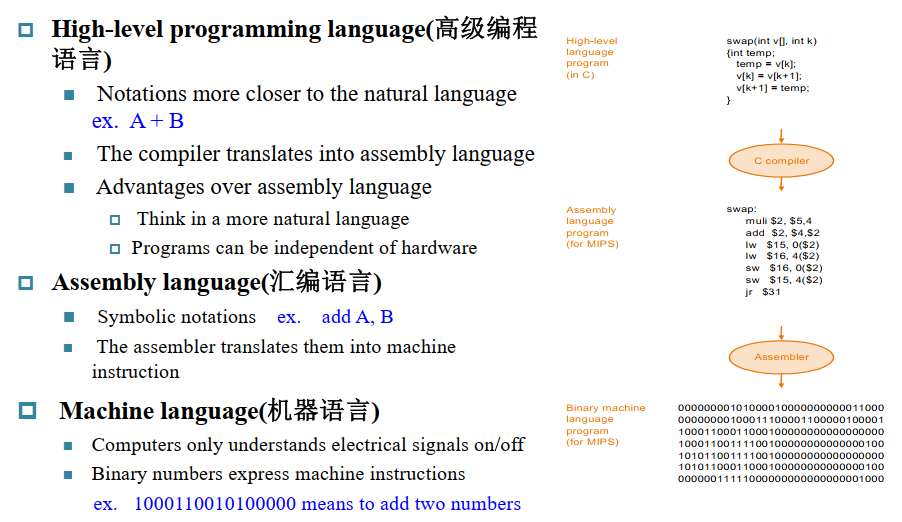 High-level programming language(高级编程
语言)
Notations more closer to the natural language
ex. A + B
The compiler translates into assembly language
Advantages over assembly language
Think in a more natural language
Programs can be independent of hardware
Assembly language(汇编语言)
Symbolic notations ex. add A, B
The assembler translates them into machine
instruction
Machine language(机器语言)
Computers only understands electrical signals on/off
Binary numbers express machine instructions
ex. 1000110010100000 means to add two numbers
High-level
language
program
(in C)
swap(int v[], int k)
{int temp;
temp = v[k];
v[k] = v[k+1];
v[k+1] = temp;
}
C compiler
Assembly
language
program
(for MIPS)
swap:
muli $2, $5,4
add $2, $4,$2
lw $15, 0($2)
lw $16, 4($2)
sw $16, 0($2)
sw $15, 4($2)
jr $31
Assembler
Binary machine
language
program
(for MIPS)
00000000101000010000000000011000
00000000100011100001100000100001
10001100011000100000000000000000
10001100111100100000000000000100
10101100111100100000000000000000
10101100011000100000000000000100
00000011111000000000000000001000